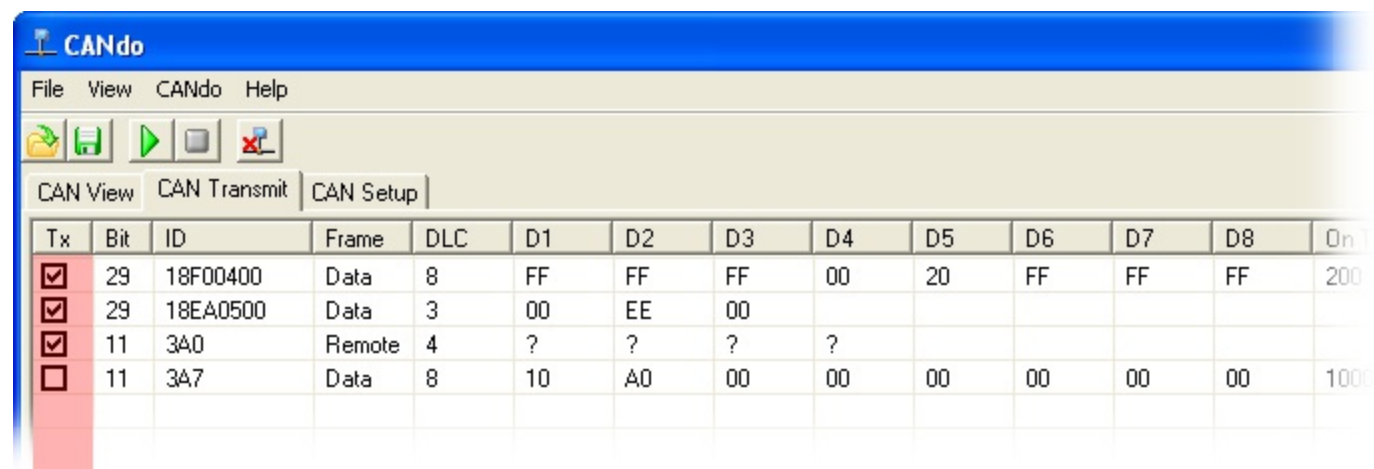 CANdo
File View CANdo Help
CAN View CAN Transmit CAN Setup
Tx Bit ID Frame DLC D1 D2 D3 D4 D5 D6 D7 D8 On
29 18F00400 Data 8 FF FF FF 00 20 FF FF FF 200
29 18EA0500 Data 3 00 EE 00
11 3A0 Remote 4 ? ? ? ?
11 3A7 Data 8 10 A0 00 00 00 00 00 00 1000